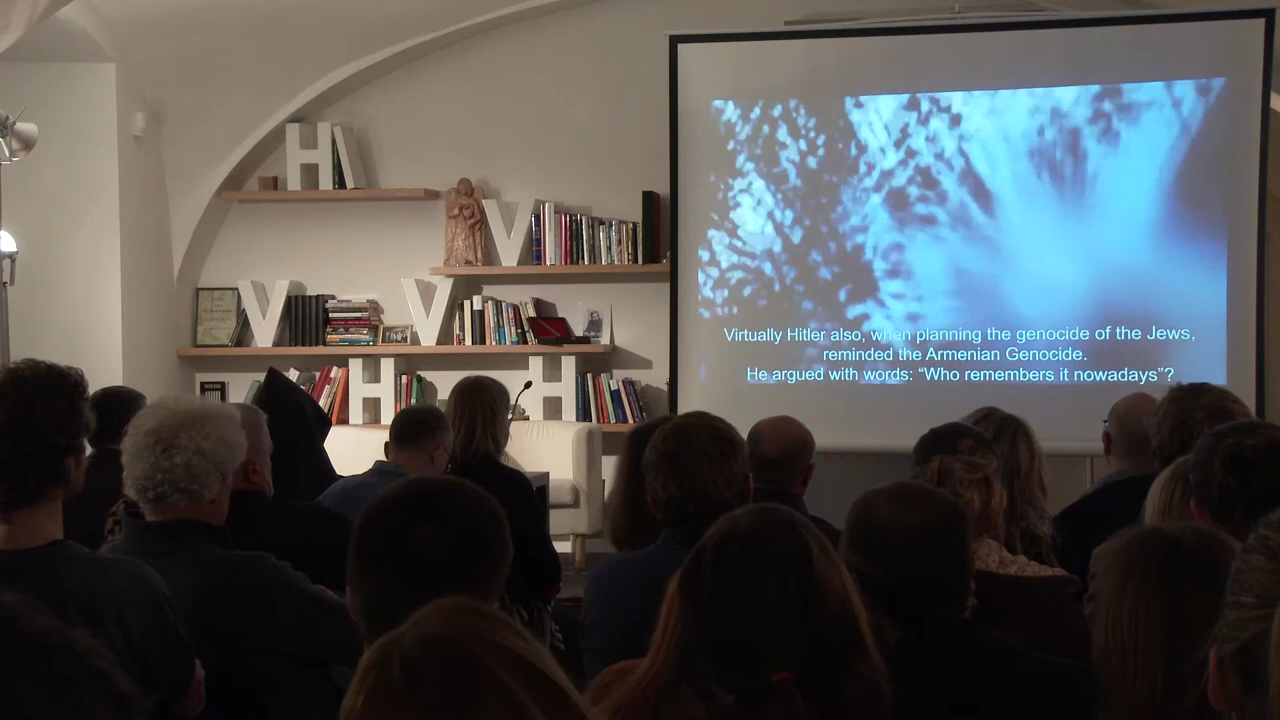 H
V
V V
H H
Virtually Hitler also, when planning the genocide of the Jews,
reminded the Armenian Genocide.
He argued with words: “Who remembers it nowadays”?